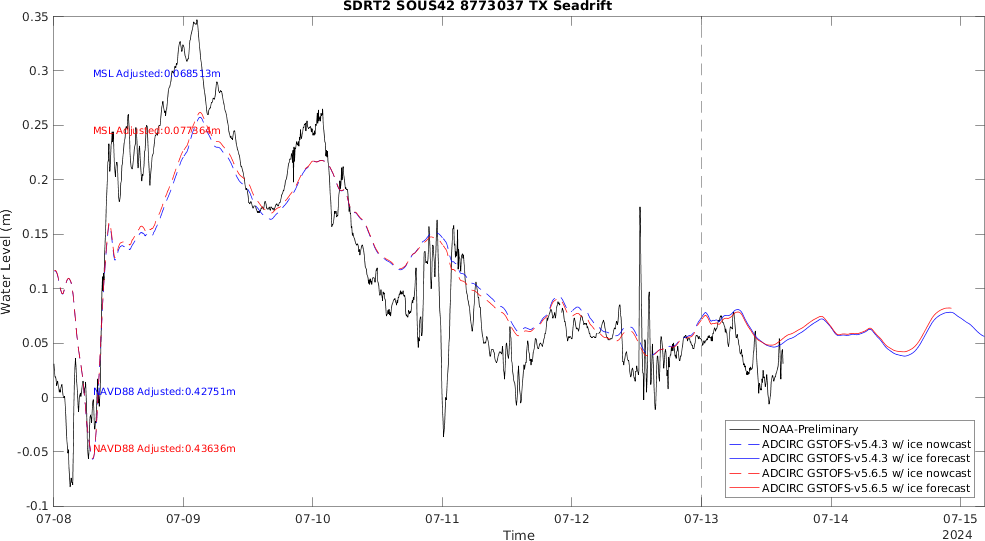 SDRT2 SOUS42 8773037 TX Seadrift
0.35
0.3
0.25
0.2
0.15
0.1
0.05
0
-0.05
-0.1
Water Level (m)
MSL Adjusted:0.068513m
MSL Adjusted:0.077864m
NAVD88 Adjusted:0.42751m
NAVD88 Adjusted:0.43636m
NOAA-Preliminary
ADCIRC GSTOFS-v5.4.3 w/ ice nowcast
ADCIRC GSTOFS-v5.4.3 w/ ice forecast
ADCIRC GSTOFS-v5.6.5 w/ ice nowcast
ADCIRC GSTOFS-v5.6.5 w/ ice forecast
07-08 07-09 07-10 07-11 07-12 07-13 07-14 07-15
Time
2024